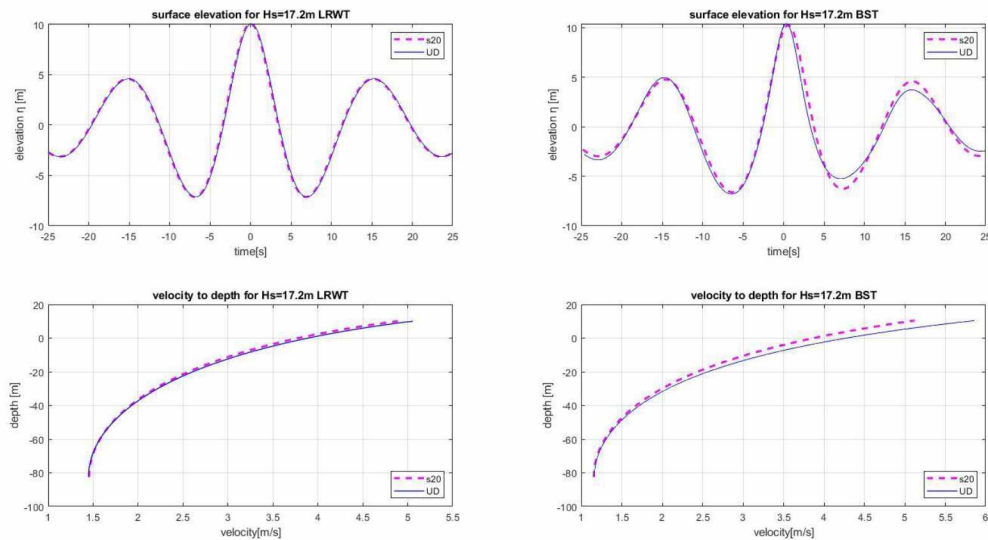 surface elevation for Hs=17.2m LRWT
10
5
0
-5
-10
elevation η [m]
-25 -20 -15 -10 -5 0 5 10 15 20 25
time[s]
s20
UD
surface elevation for Hs=17.2m BST
10
5
0
-5
-10
elevation η [m]
-25 -20 -15 -10 -5 0 5 10 15 20 25
time[s]
s20
UD
velocity to depth for Hs=17.2m LRWT
20
0
-20
-40
-60
-80
-100
depth [m]
1 1.5 2 2.5 3 3.5 4 4.5 5 5.5
velocity[m/s]
s20
UD
velocity to depth for Hs=17.2m BST
20
0
-20
-40
-60
-80
-100
depth [m]
1 1.5 2 2.5 3 3.5 4 4.5 5 5.5 6
velocity[m/s]
s20
UD